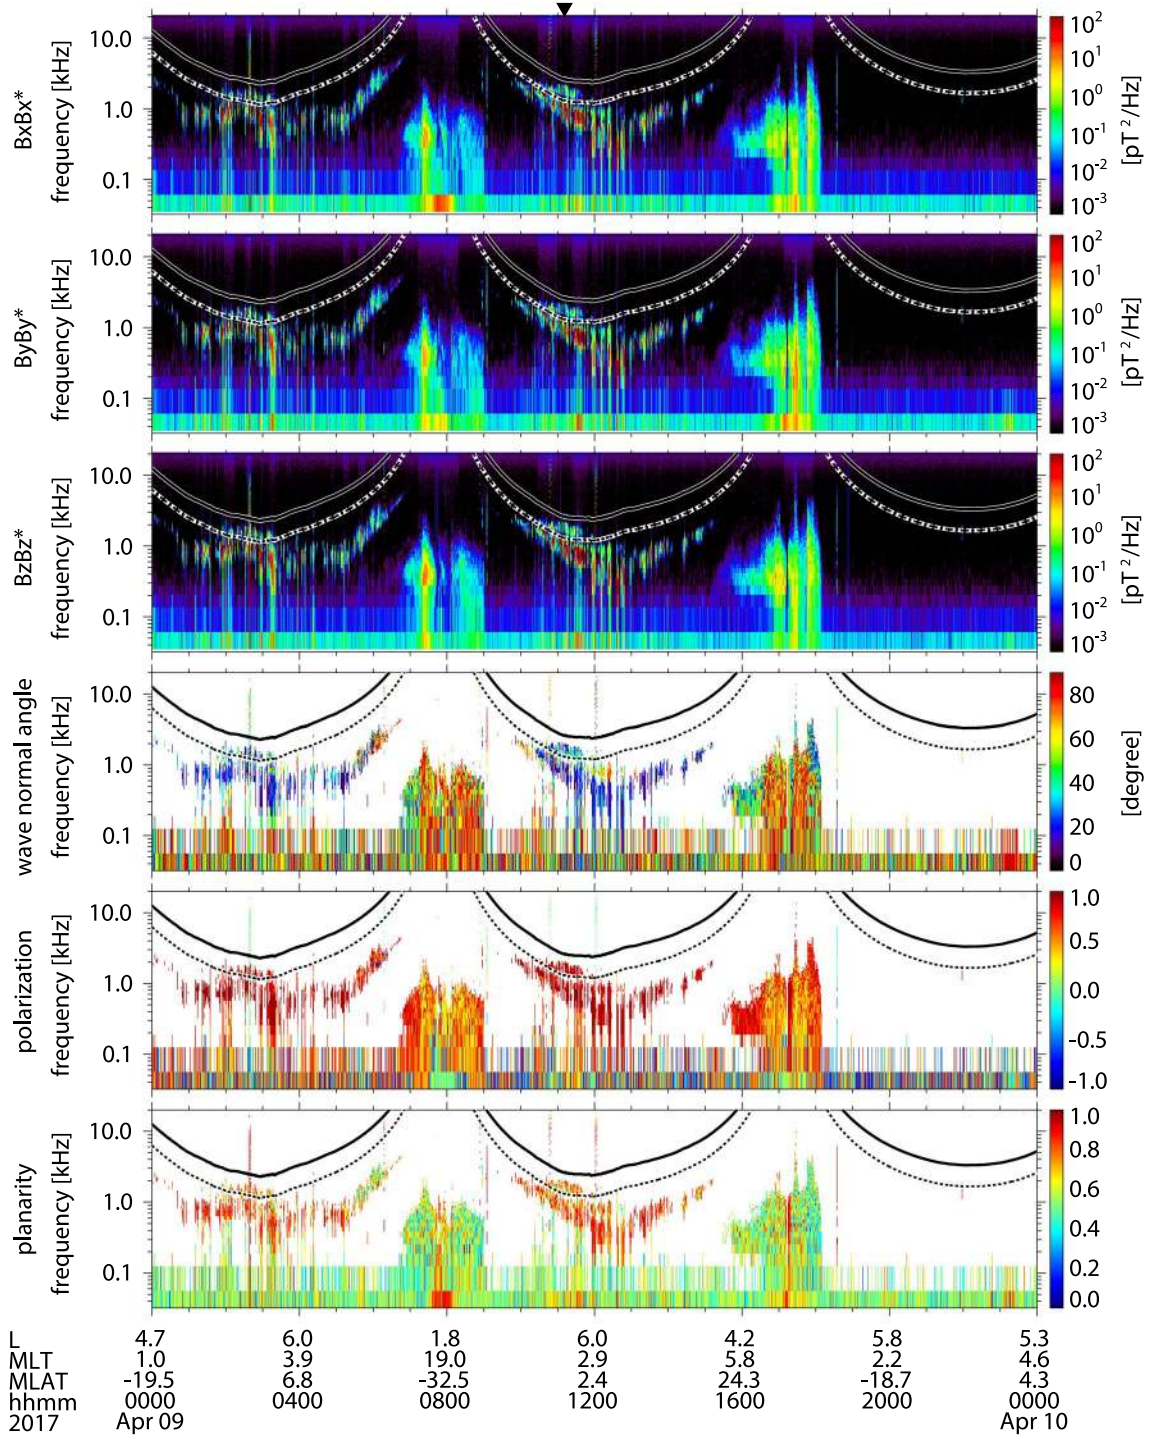 BxBx*
frequency [kHz]
10.0
1.0
0.1
10²
10¹
10⁰
10⁻¹
10⁻²
10⁻³
[pT²/Hz]
ByBy*
frequency [kHz]
10.0
1.0
0.1
10²
10¹
10⁰
10⁻¹
10⁻²
10⁻³
[pT²/Hz]
BzBz*
frequency [kHz]
10.0
1.0
0.1
10²
10¹
10⁰
10⁻¹
10⁻²
10⁻³
[pT²/Hz]
wave normal angle
frequency [kHz]
10.0
1.0
0.1
80
60
40
20
0
[degree]
polarization
frequency [kHz]
10.0
1.0
0.1
1.0
0.5
0.0
-0.5
-1.0
planarity
frequency [kHz]
10.0
1.0
0.1
1.0
0.8
0.6
0.4
0.2
0.0
L 4.7 6.0 1.8 6.0 4.2 5.8 5.3
MLT 1.0 3.9 19.0 2.9 5.8 2.2 4.6
MLAT -19.5 6.8 -32.5 2.4 24.3 -18.7 4.3
hhmm 0000 0400 0800 1200 1600 2000 0000
2017 Apr 09 Apr 10